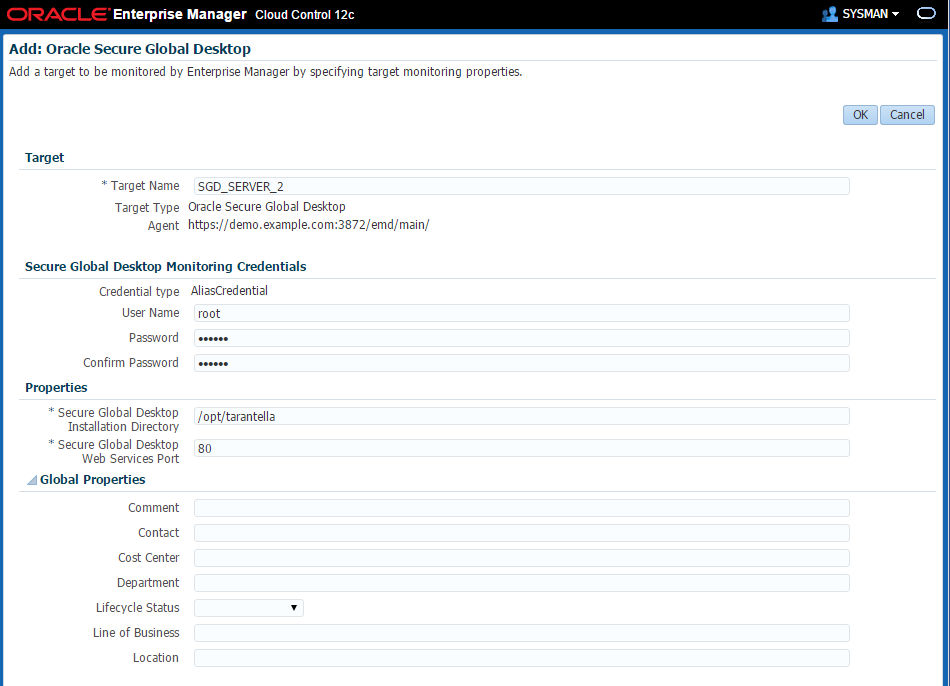 ORACLE Enterprise Manager Cloud Control 12c SYSMAN
Add: Oracle Secure Global Desktop
Add a target to be monitored by Enterprise Manager by specifying target monitoring properties.
OK Cancel
Target
* Target Name SGD_SERVER_2
Target Type Oracle Secure Global Desktop
Agent https://demo.example.com:3872/emd/main/
Secure Global Desktop Monitoring Credentials
Credential type AliasCredential
User Name root
Password ••••••
Confirm Password ••••••
Properties
* Secure Global Desktop
Installation Directory /opt/tarantella
* Secure Global Desktop
Web Services Port 80
Global Properties
Comment
Contact
Cost Center
Department
Lifecycle Status
Line of Business
Location